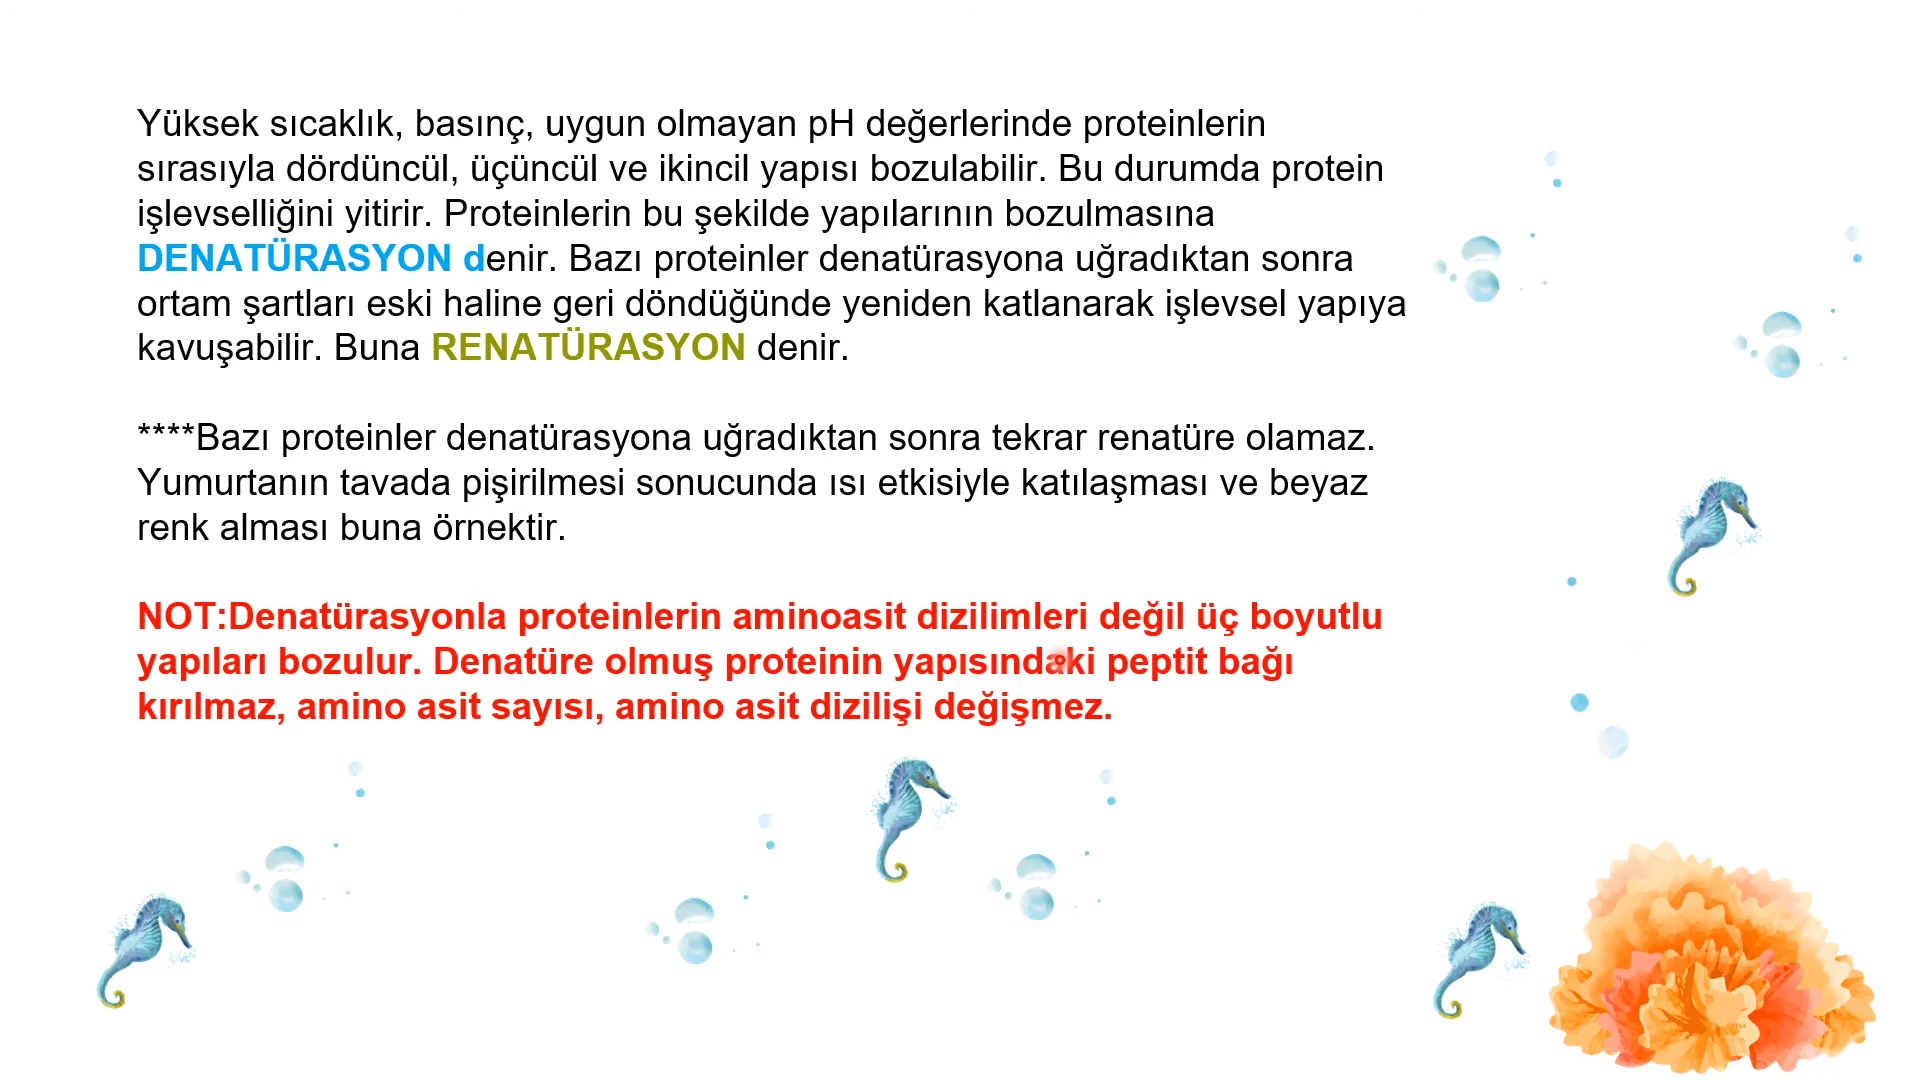 Yüksek sıcaklık, basınç, uygun olmayan pH değerlerinde proteinlerin
sırasıyla dördüncül, üçüncül ve ikincil yapısı bozulabilir. Bu durumda protein
işlevselliğini yitirir. Proteinlerin bu şekilde yapılarının bozulmasına
DENATÜRASYON denir. Bazı proteinler denatürasyona uğradıktan sonra
ortam şartları eski haline geri döndüğünde yeniden katlanarak işlevsel yapıya
kavuşabilir. Buna RENATÜRASYON denir.
****Bazı proteinler denatürasyona uğradıktan sonra tekrar renatüre olamaz.
Yumurtanın tavada pişirilmesi sonucunda ısı etkisiyle katılaşması ve beyaz
renk alması buna örnektir.
NOT:Denatürasyonla proteinlerin aminoasit dizilimleri değil üç boyutlu
yapıları bozulur. Denatüre olmuş proteinin yapısındaki peptit bağı
kırılmaz, amino asit sayısı, amino asit dizilişi değişmez.